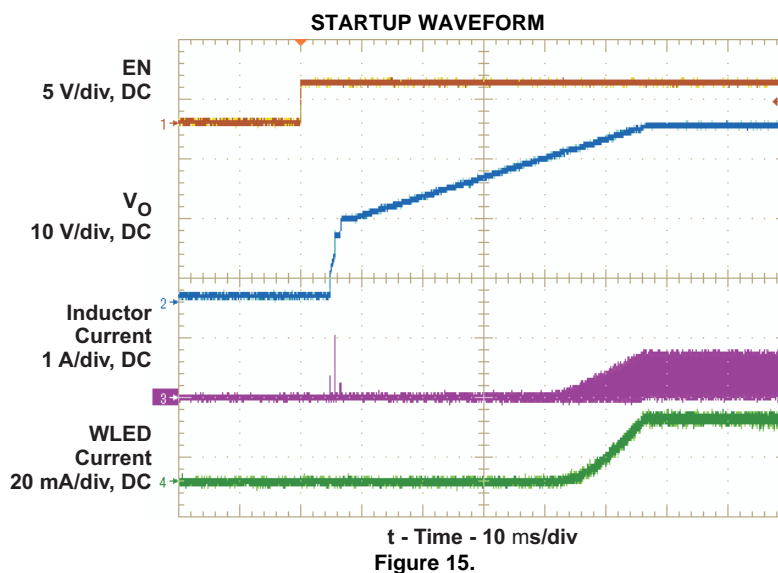 STARTUP WAVEFORM
EN
5 V/div, DC
1
V_O
10 V/div, DC
2
Inductor
Current
1 A/div, DC
3
WLED
Current
20 mA/div, DC
4
t - Time - 10 ms/div
Figure 15.